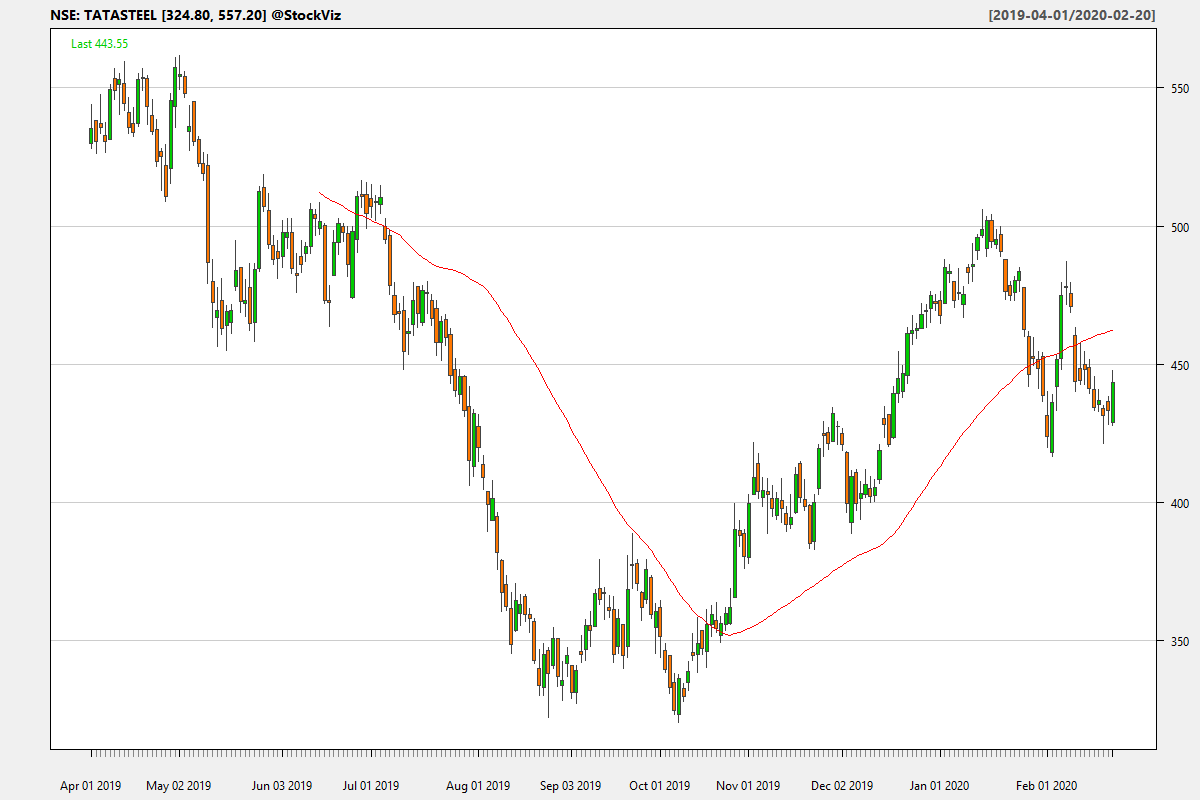 NSE: TATASTEEL [324.80, 557.20] @StockViz
[2019-04-01/2020-02-20]
Last 443.55
550
500
450
400
350
Apr 01 2019 May 02 2019 Jun 03 2019 Jul 01 2019 Aug 01 2019 Sep 03 2019 Oct 01 2019 Nov 01 2019 Dec 02 2019 Jan 01 2020 Feb 01 2020